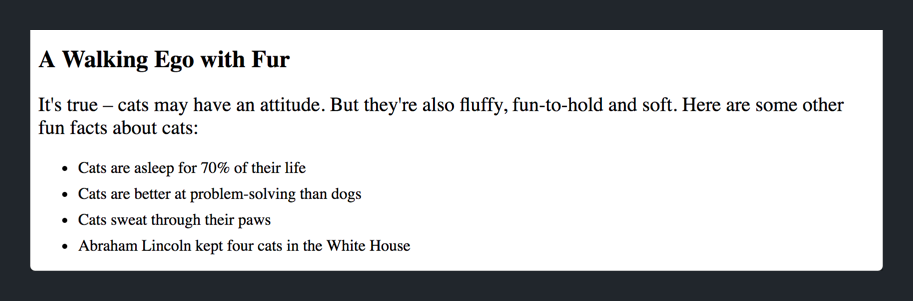 A Walking Ego with Fur
It's true – cats may have an attitude. But they're also fluffy, fun-to-hold and soft. Here are some other
fun facts about cats:
• Cats are asleep for 70% of their life
• Cats are better at problem-solving than dogs
• Cats sweat through their paws
• Abraham Lincoln kept four cats in the White House